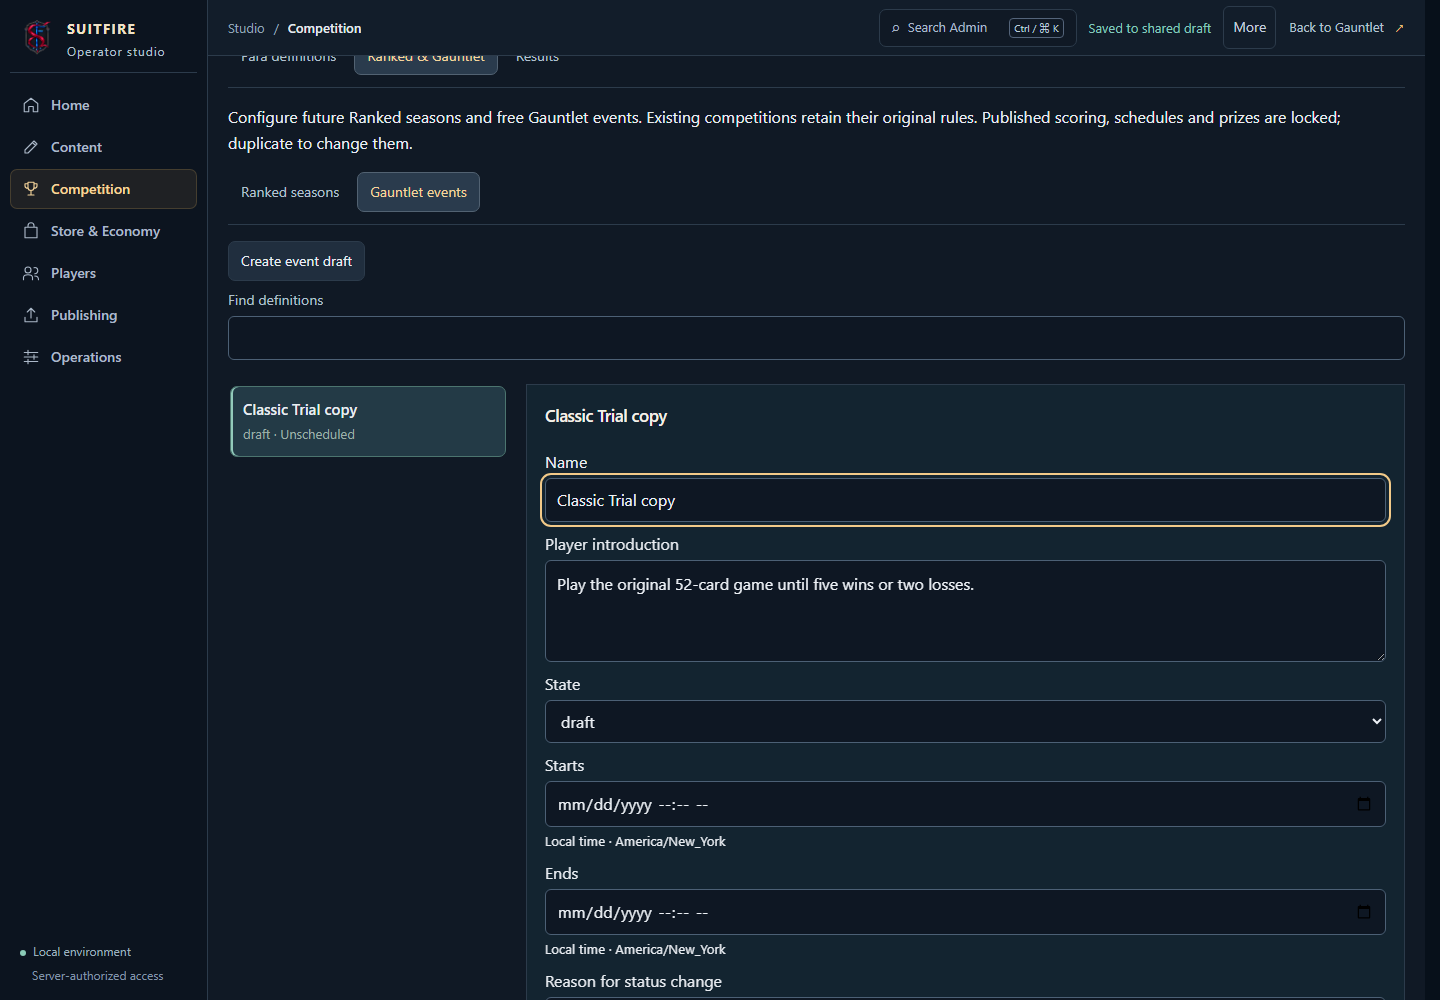 SUITFIRE
Operator studio
Home
Content
Competition
Store & Economy
Players
Publishing
Operations
Local environment
Server-authorized access
Studio / Competition
Search Admin Ctrl / ⌘ K
Saved to shared draft
More
Back to Gauntlet ↗
Para definitions
Ranked & Gauntlet
Results
Configure future Ranked seasons and free Gauntlet events. Existing competitions retain their original rules. Published scoring, schedules and prizes are locked;
duplicate to change them.
Ranked seasons
Gauntlet events
Create event draft
Find definitions
Classic Trial copy
draft · Unscheduled
Classic Trial copy
Name
Classic Trial copy
Player introduction
Play the original 52-card game until five wins or two losses.
State
draft
Starts
mm/dd/yyyy --:-- --
Local time · America/New_York
Ends
mm/dd/yyyy --:-- --
Local time · America/New_York
Reason for status change